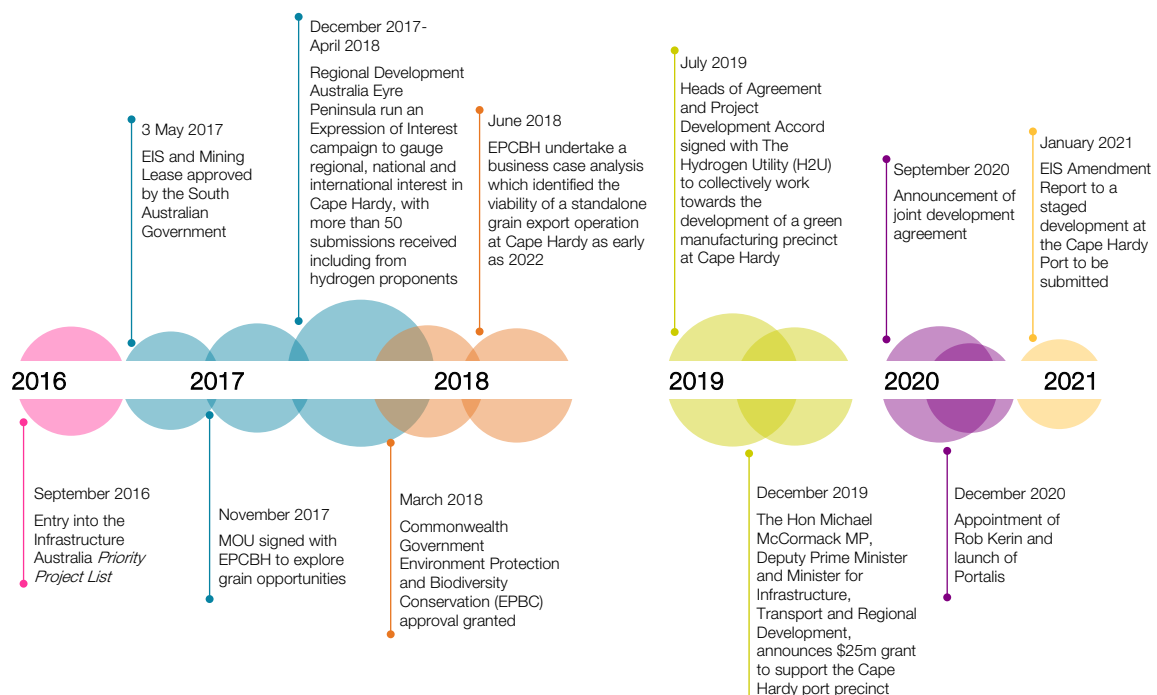 December 2017-
April 2018
Regional Development
Australia Eyre
Peninsula run an
Expression of Interest
campaign to gauge
regional, national and
international interest in
Cape Hardy, with
more than 50
submissions received
including from
hydrogen proponents
3 May 2017
EIS and Mining
Lease approved
by the South
Australian
Government
June 2018
EPCBH undertake a
business case analysis
which identified the
viability of a standalone
grain export operation
at Cape Hardy as early
as 2022
July 2019
Heads of Agreement
and Project
Development Accord
signed with The
Hydrogen Utility (H2U)
to collectively work
towards the
development of a green
manufacturing precinct
at Cape Hardy
September 2020
Announcement of
joint development
agreement
January 2021
EIS Amendment
Report to a
staged
development at
the Cape Hardy
Port to be
submitted
2016
2017
2018
2019
2020
2021
September 2016
Entry into the
Infrastructure
Australia Priority
Project List
November 2017
MOU signed with
EPCBH to explore
grain opportunities
March 2018
Commonwealth
Government
Environment Protection
and Biodiversity
Conservation (EPBC)
approval granted
December 2019
The Hon Michael
McCormack MP,
Deputy Prime Minister
and Minister for
Infrastructure,
Transport and Regional
Development,
announces $25m grant
to support the Cape
Hardy port precinct
December 2020
Appointment of
Rob Kerin and
launch of
Portalis